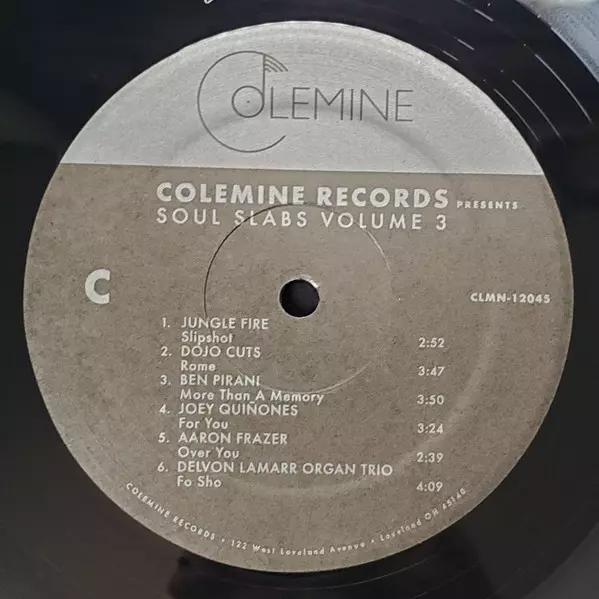 COLEMINE
COLEMINE RECORDS PRESENTS
SOUL SLABS VOLUME 3
C
CLMN-12045
1. JUNGLE FIRE
Slipshot 2:52
2. DOJO CUTS
Rome 3:47
3. BEN PIRANI
More Than A Memory 3:50
4. JOEY QUIÑONES
For You 3:24
5. AARON FRAZER
Over You 2:39
6. DELVON LAMARR ORGAN TRIO
Fo Sho 4:09
COLEMINE RECORDS • 122 West Loveland Avenue • Loveland OH 45140